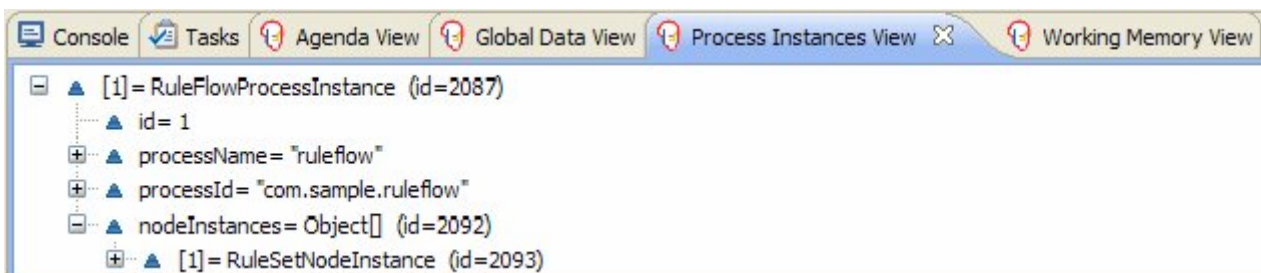 Console Tasks Agenda View Global Data View Process Instances View Working Memory View
[1]= RuleFlowProcessInstance (id=2087)
id= 1
processName= "ruleflow"
processId= "com.sample.ruleflow"
nodeInstances= Object[] (id=2092)
[1]= RuleSetNodeInstance (id=2093)